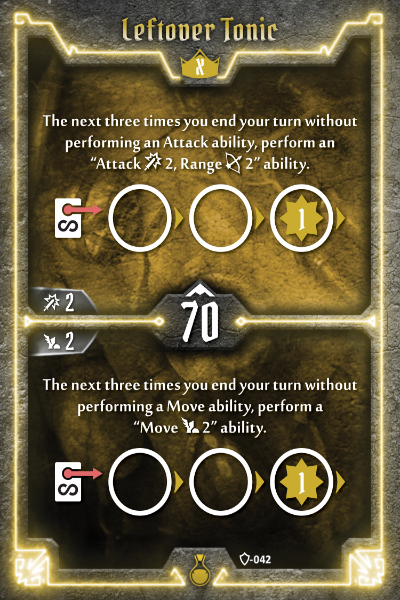 Leftover Tonic
X
The next three times you end your turn without
performing an Attack ability, perform an
“Attack 2, Range 2” ability.
1
2
70
2
The next three times you end your turn without
performing a Move ability, perform a
“Move 2” ability.
1
-042